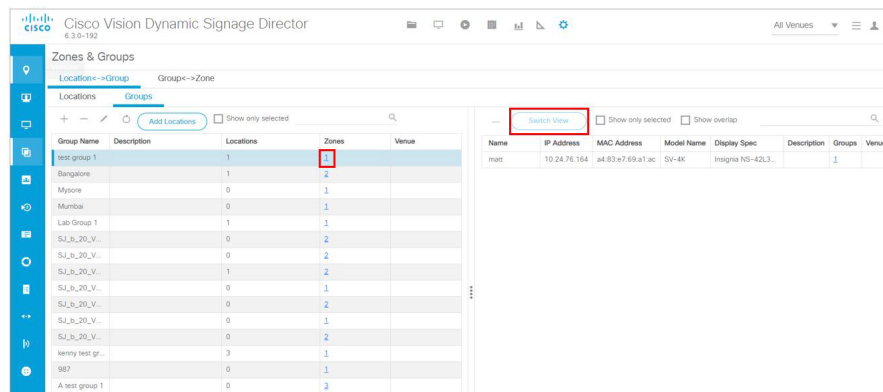 CISCO
Cisco Vision Dynamic Signage Director
6.3.0-192
All Venues
Zones & Groups
Location<->Group Group<->Zone
Locations Groups
Add Locations Show only selected
Switch View Show only selected Show overlap
Group Name Description Locations Zones Venue
test group 1 1 1
Bangalore 1 2
Mysore 0 1
Mumbai 0 1
Lab Group 1 1 1
SJ_b_20_V... 0 2
SJ_b_20_V... 0 2
SJ_b_20_V... 1 2
SJ_b_20_V... 0 1
SJ_b_20_V... 0 2
SJ_b_20_V... 0 1
SJ_b_20_V... 0 2
kenny test gr... 3 1
987 0 1
A test group 1 0 3
Name IP Address MAC Address Model Name Display Spec Description Groups Venue
matt 10.24.76.164 a4:83:e7:69:a1:ac SV-4K Insignia NS-42L3... 1